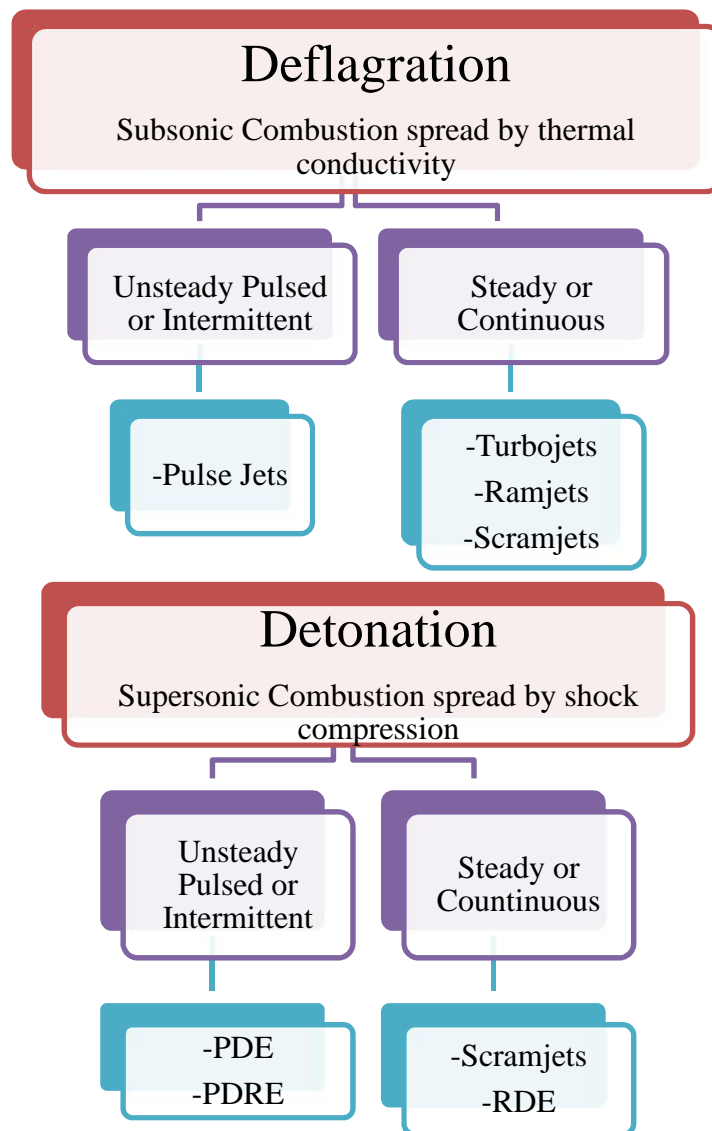 Deflagration
Subsonic Combustion spread by thermal
conductivity
Unsteady Pulsed
or Intermittent
Steady or
Continuous
-Pulse Jets
-Turbojets
-Ramjets
-Scramjets
Detonation
Supersonic Combustion spread by shock
compression
Unsteady
Pulsed or
Intermittent
Steady or
Countinuous
-PDE
-PDRE
-Scramjets
-RDE